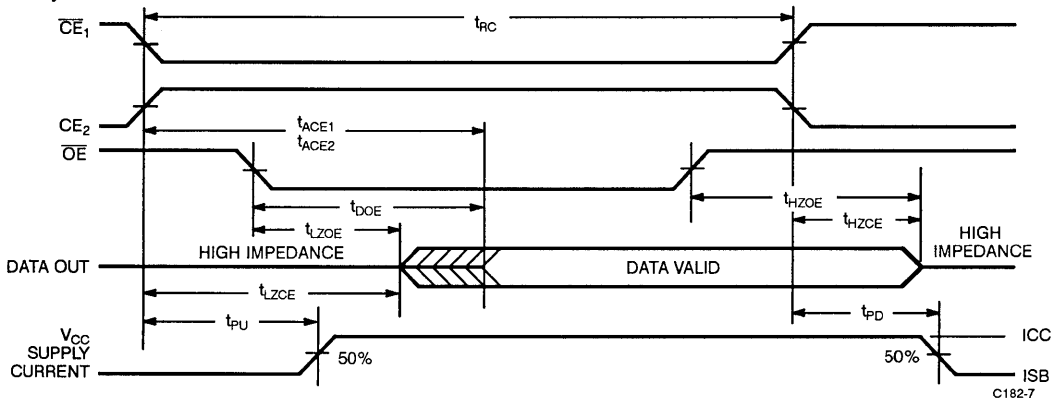 CE1
tRC
CE2
tACE1
tACE2
OE
tDOE
tHZOE
tLZOE
tHZCE
HIGH IMPEDANCE
HIGH
IMPEDANCE
DATA OUT
DATA VALID
tLZCE
tPU
tPD
VCC
SUPPLY
CURRENT
50%
50%
ICC
ISB
C182-7